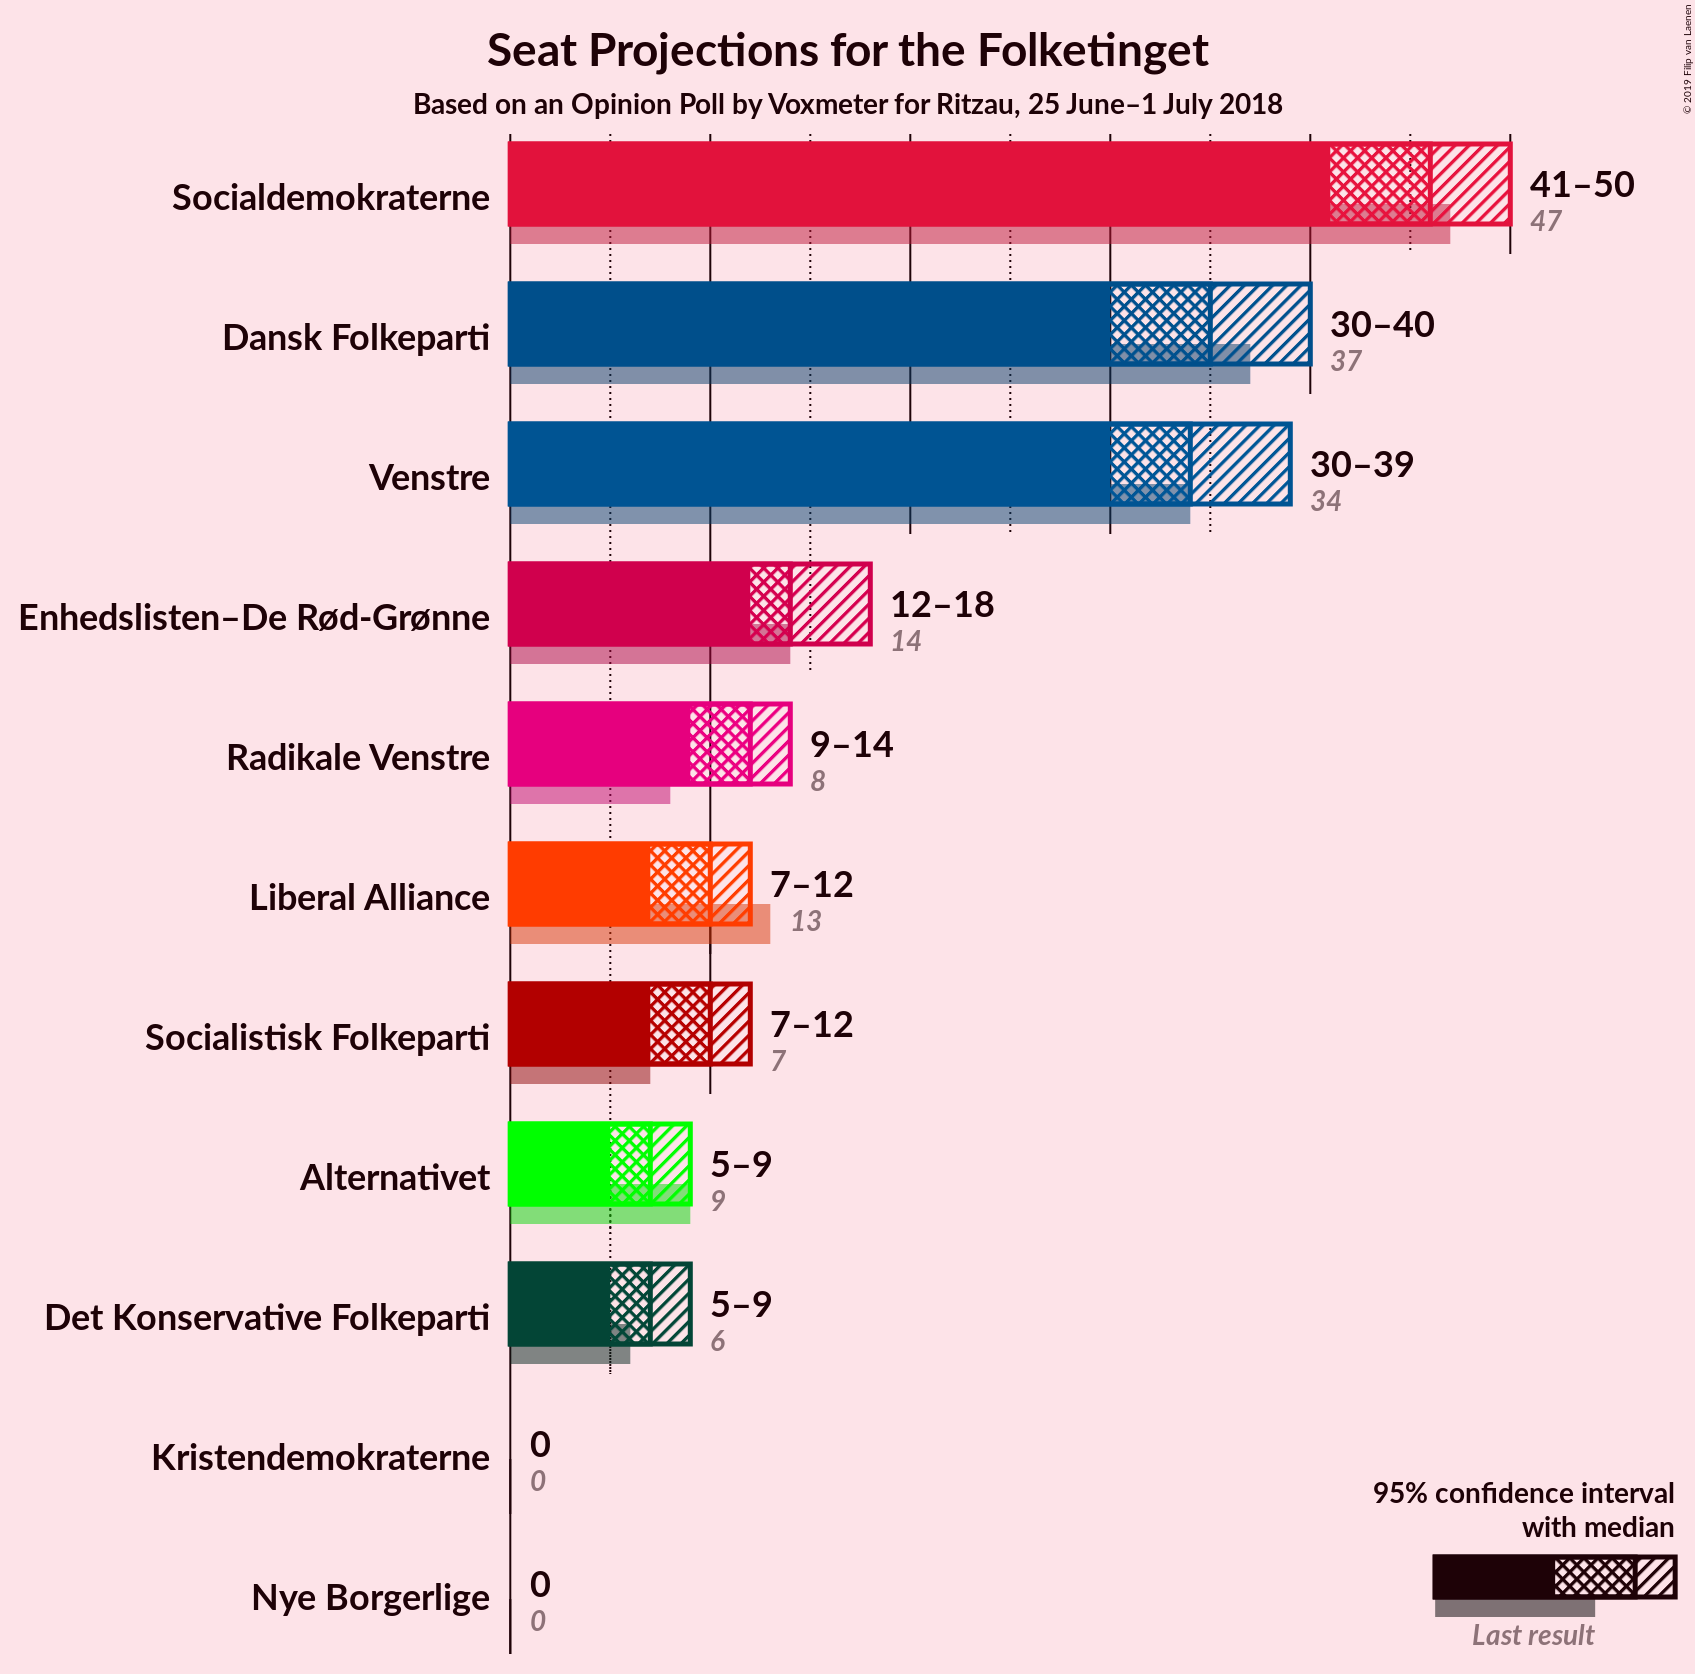 Seat Projections for the Folketinget
Based on an Opinion Poll by Voxmeter for Ritzau, 25 June–1 July 2018
© 2019 Filip van Laenen
Socialdemokraterne
41–50
47
Dansk Folkeparti
30–40
37
Venstre
30–39
34
Enhedslisten–De Rød-Grønne
12–18
14
Radikale Venstre
9–14
8
Liberal Alliance
7–12
13
Socialistisk Folkeparti
7–12
7
Alternativet
5–9
9
Det Konservative Folkeparti
5–9
6
Kristendemokraterne
0
0
Nye Borgerlige
0
0
95% confidence interval
with median
Last result